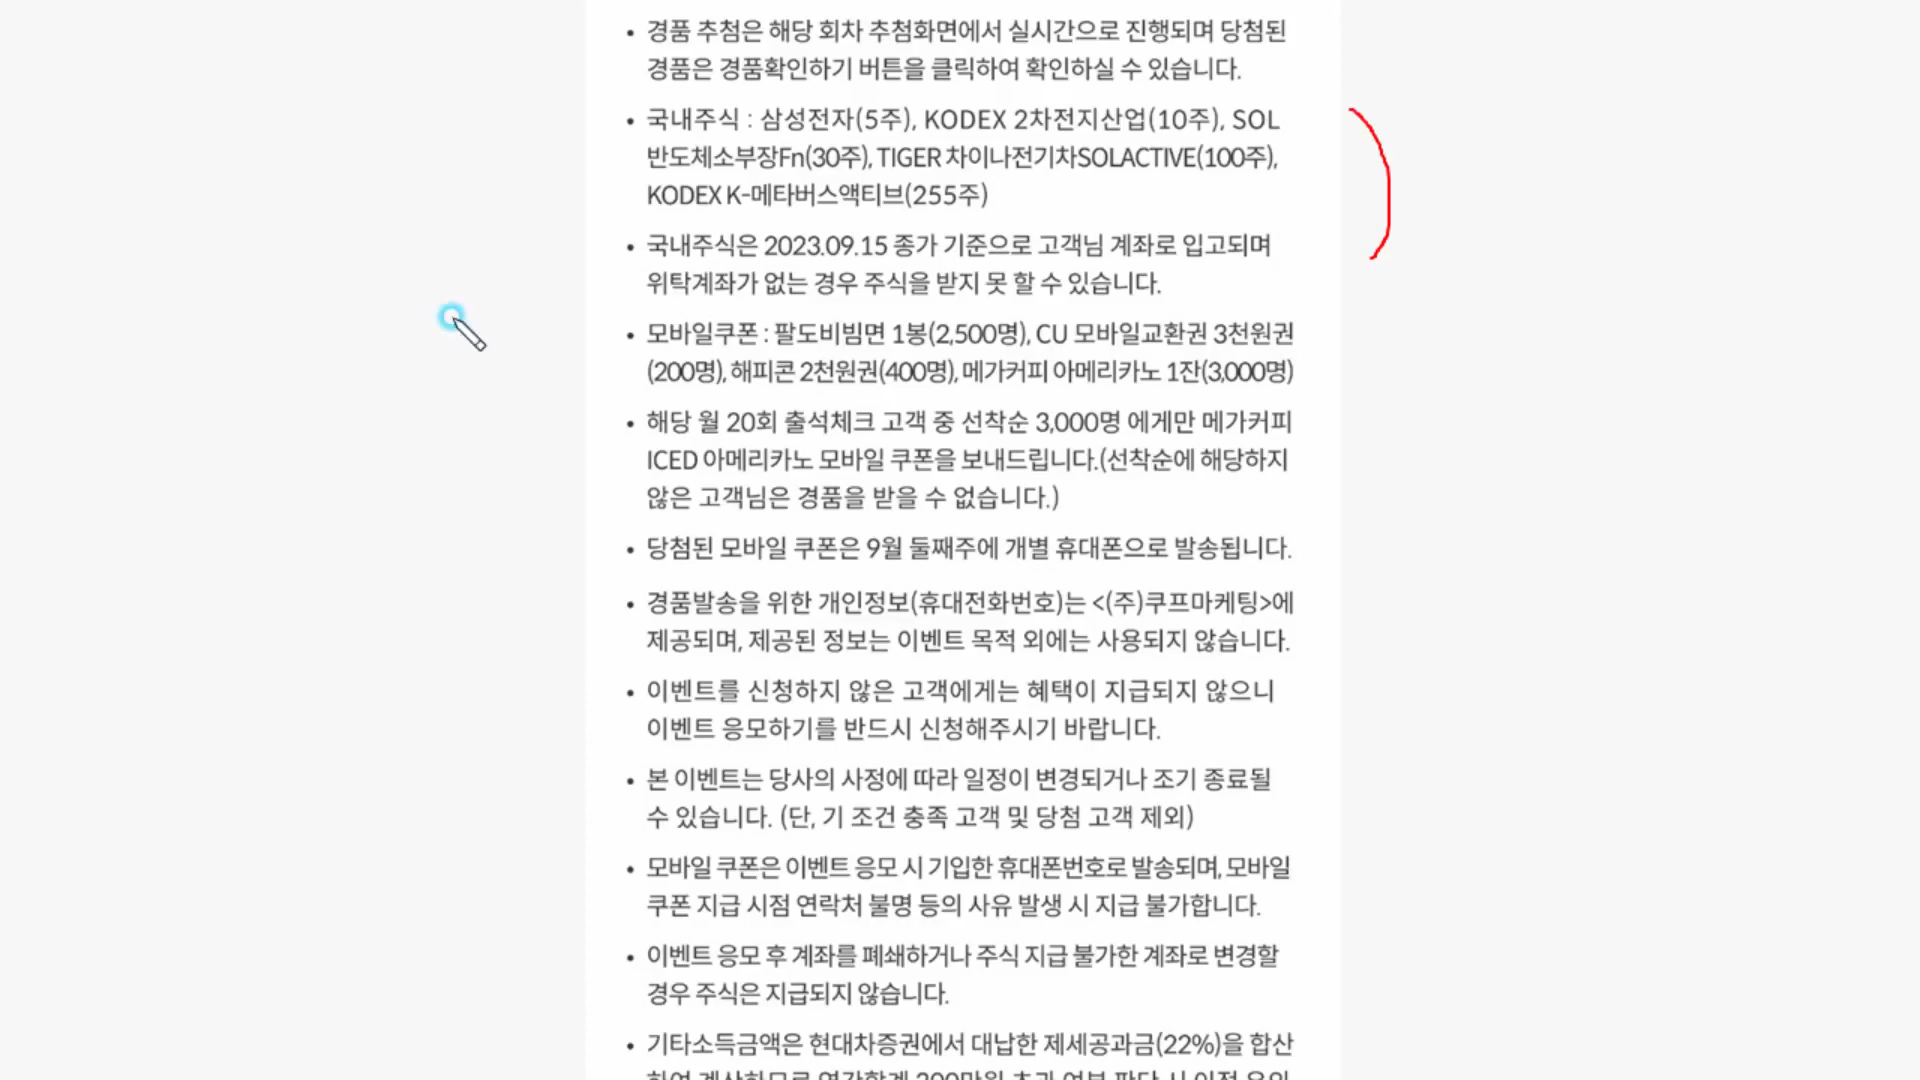 • 경품 추첨은 해당 회차 추첨화면에서 실시간으로 진행되며 당첨된
경품은 경품확인하기 버튼을 클릭하여 확인하실 수 있습니다.
• 국내주식 : 삼성전자(5주), KODEX 2차전지산업(10주), SOL
반도체소부장Fn(30주), TIGER 차이나전기차SOLACTIVE(100주),
KODEX K-메타버스액티브(255주)
• 국내주식은 2023.09.15 종가 기준으로 고객님 계좌로 입고되며
위탁계좌가 없는 경우 주식을 받지 못 할 수 있습니다.
• 모바일쿠폰 : 팔도비빔면 1봉(2,500명), CU 모바일교환권 3천원권
(200명), 해피콘 2천원권(400명), 메가커피 아메리카노 1잔(3,000명)
• 해당 월 20회 출석체크 고객 중 선착순 3,000명 에게만 메가커피
ICED 아메리카노 모바일 쿠폰을 보내드립니다.(선착순에 해당하지
않은 고객님은 경품을 받을 수 없습니다.)
• 당첨된 모바일 쿠폰은 9월 둘째주에 개별 휴대폰으로 발송됩니다.
• 경품발송을 위한 개인정보(휴대전화번호)는 <(주)쿠프마케팅>에
제공되며, 제공된 정보는 이벤트 목적 외에는 사용되지 않습니다.
• 이벤트를 신청하지 않은 고객에게는 혜택이 지급되지 않으니
이벤트 응모하기를 반드시 신청해주시기 바랍니다.
• 본 이벤트는 당사의 사정에 따라 일정이 변경되거나 조기 종료될
수 있습니다. (단, 기 조건 충족 고객 및 당첨 고객 제외)
• 모바일 쿠폰은 이벤트 응모 시 기입한 휴대폰번호로 발송되며, 모바일
쿠폰 지급 시점 연락처 불명 등의 사유 발생 시 지급 불가합니다.
• 이벤트 응모 후 계좌를 폐쇄하거나 주식 지급 불가한 계좌로 변경할
경우 주식은 지급되지 않습니다.
• 기타소득금액은 현대차증권에서 대납한 제세공과금(22%)을 합산